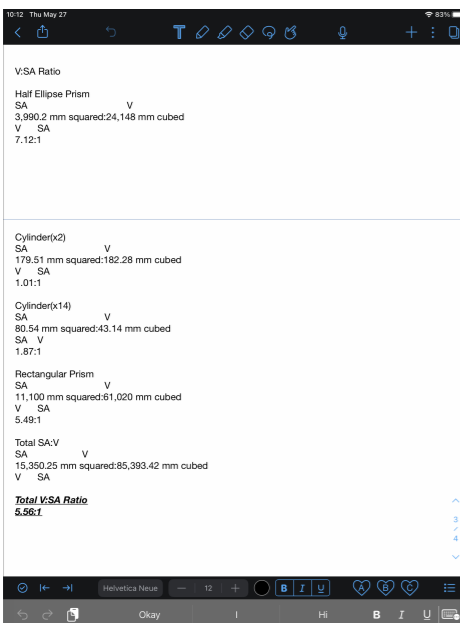 10:12 Thu May 27 83%
V:SA Ratio
Half Ellipse Prism
SA V
3,990.2 mm squared:24,148 mm cubed
V SA
7.12:1
Cylinder(x2)
SA V
179.51 mm squared:182.28 mm cubed
V SA
1.01:1
Cylinder(x14)
SA V
80.54 mm squared:43.14 mm cubed
SA V
1.87:1
Rectangular Prism
SA V
11,100 mm squared:61,020 mm cubed
V SA
5.49:1
Total SA:V
SA V
15,350.25 mm squared:85,393.42 mm cubed
V SA
Total V:SA Ratio
5.56:1
3
/
4
Helvetica Neue — 12 + B I U A B C
Okay I Hi B I U